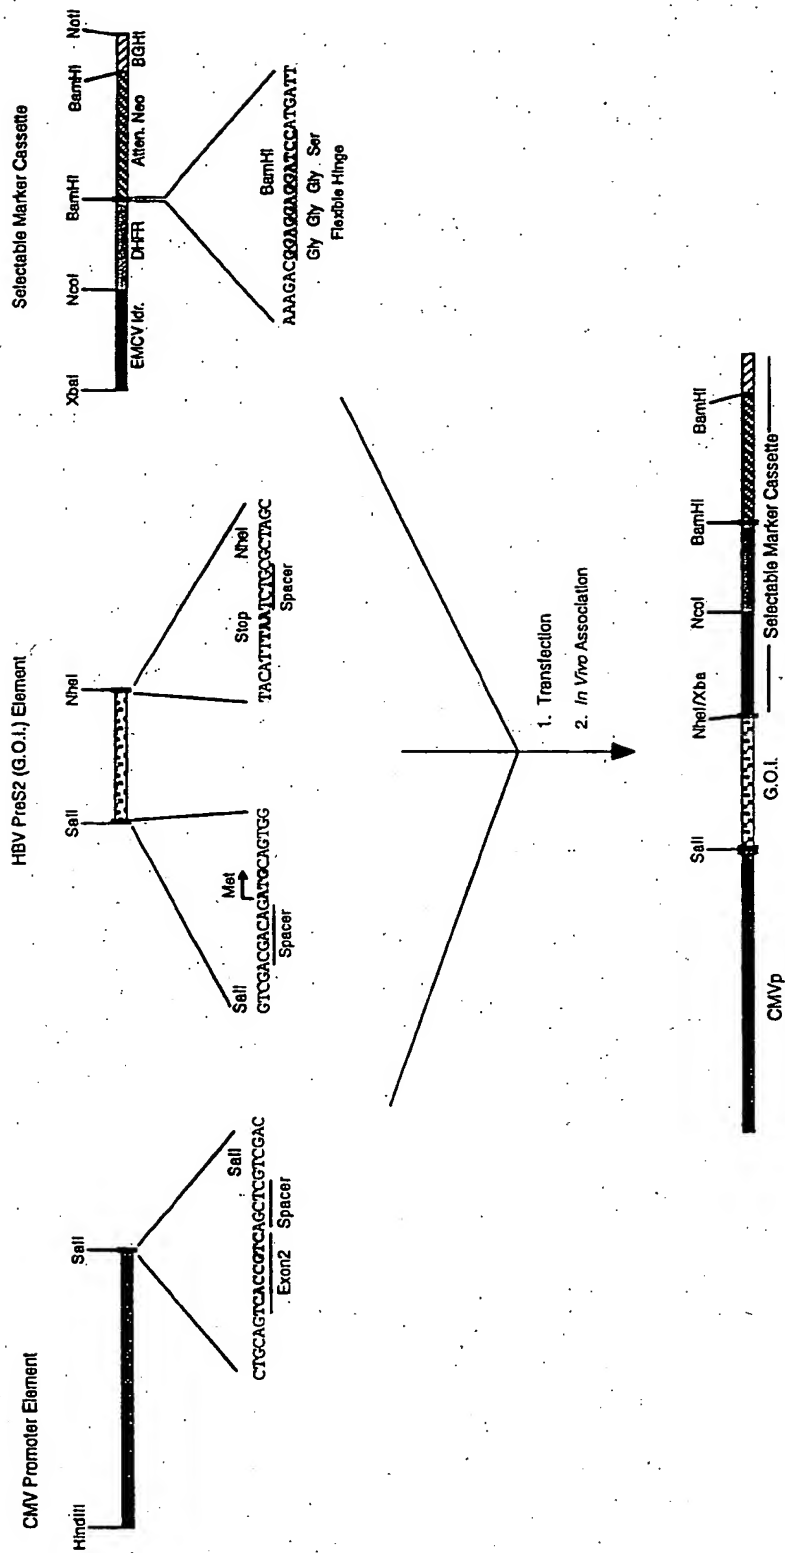 CMV Promoter Element
HindIII
SalI
SalI
CTGCAGTCACCGTCAGCTCGTCGAC
Exon2 Spacer
HBV PreS2 (G.O.I.) Element
SalI
NheI
SalI
Met
GTCGACGACAGATGCAGTGG
Spacer
Stop
NheI
TACATTTAATCTGCGCTAGC
Spacer
Selectable Marker Cassette
XbaI
NcoI
BamHI
BamHI
NotI
EMCV ldr.
DHFR
Atten. Neo
BGHt
BamHI
AAAGACGGAGGAGGATCCATGATT
Gly Gly Gly Ser
Flexible Hinge
1. Transfection
2. In Vivo Association
SalI
NheI/Xba
NcoI
BamHI
BamHI
CMVp
G.O.I.
Selectable Marker Cassette